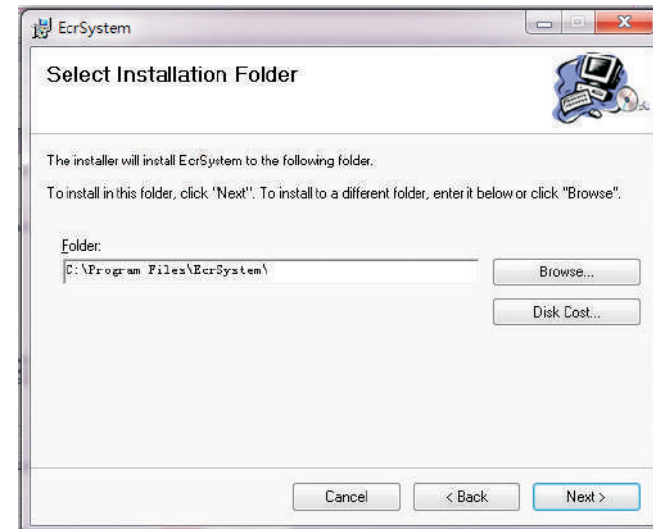 EcrSystem
Select Installation Folder
The installer will install EcrSystem to the following folder.
To install in this folder, click "Next". To install to a different folder, enter it below or click "Browse".
Folder:
C:\Program Files\EcrSystem\
Browse...
Disk Cost...
Cancel
< Back
Next >